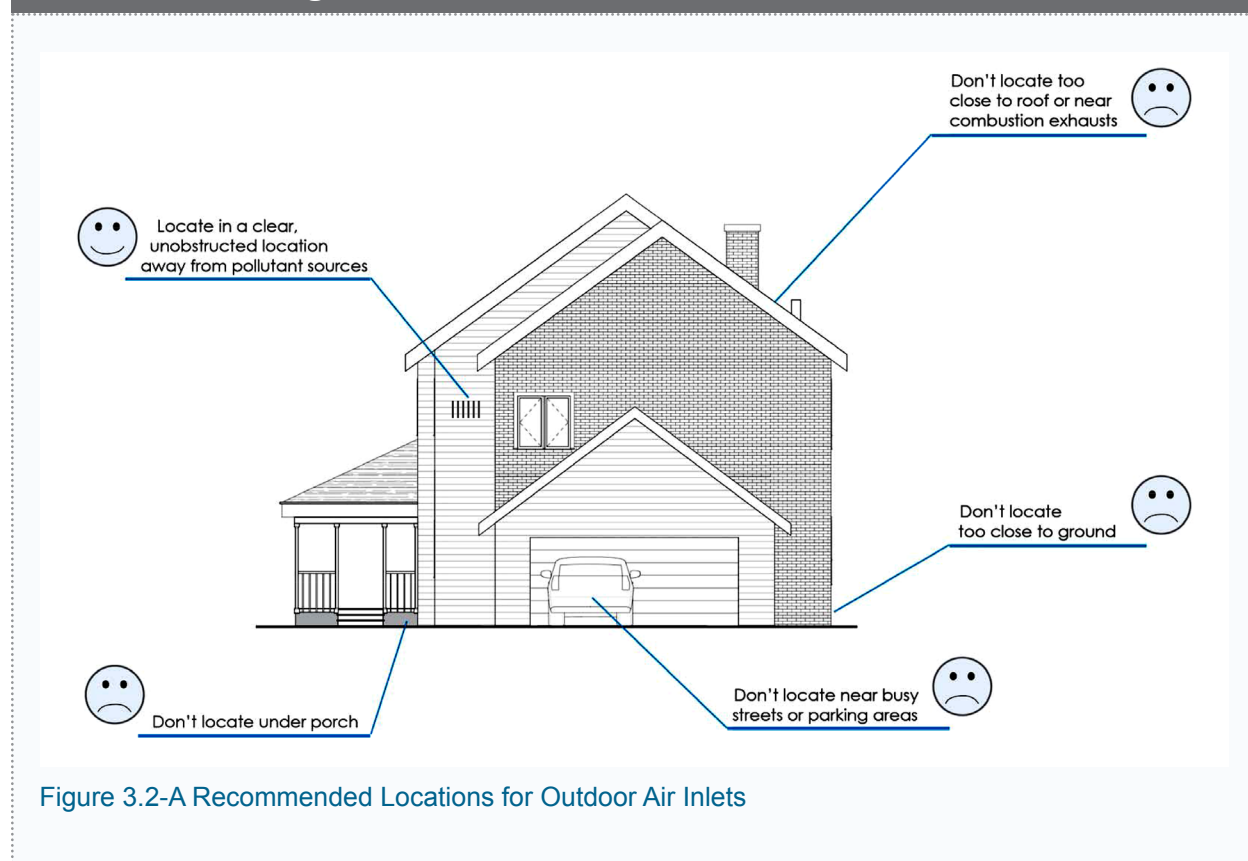 Don't locate too
close to roof or near
combustion exhausts
Locate in a clear,
unobstructed location
away from pollutant sources
Don't locate
too close to ground
Don't locate near busy
streets or parking areas
Don't locate under porch
Figure 3.2-A Recommended Locations for Outdoor Air Inlets